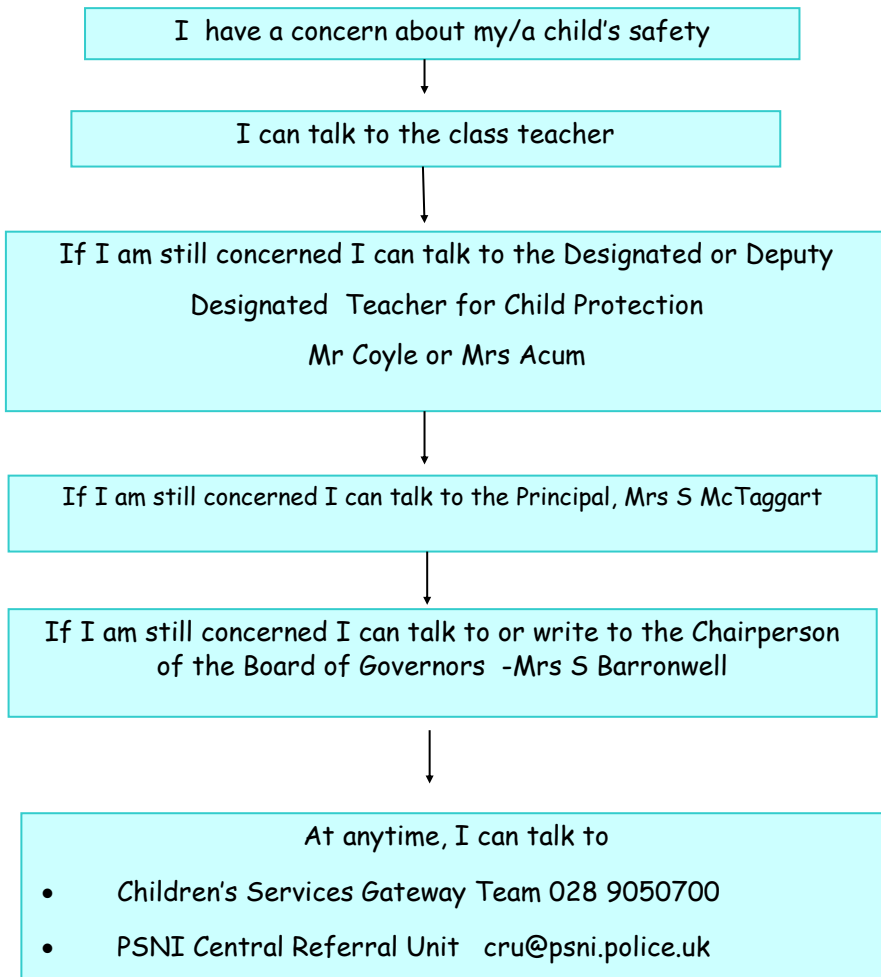 I have a concern about my/a child's safety
I can talk to the class teacher
If I am still concerned I can talk to the Designated or Deputy
Designated Teacher for Child Protection
Mr Coyle or Mrs Acum
If I am still concerned I can talk to the Principal, Mrs S McTaggart
If I am still concerned I can talk to or write to the Chairperson
of the Board of Governors -Mrs S Barronwell
At anytime, I can talk to
• Children's Services Gateway Team 028 9050700
• PSNI Central Referral Unit cru@psni.police.uk